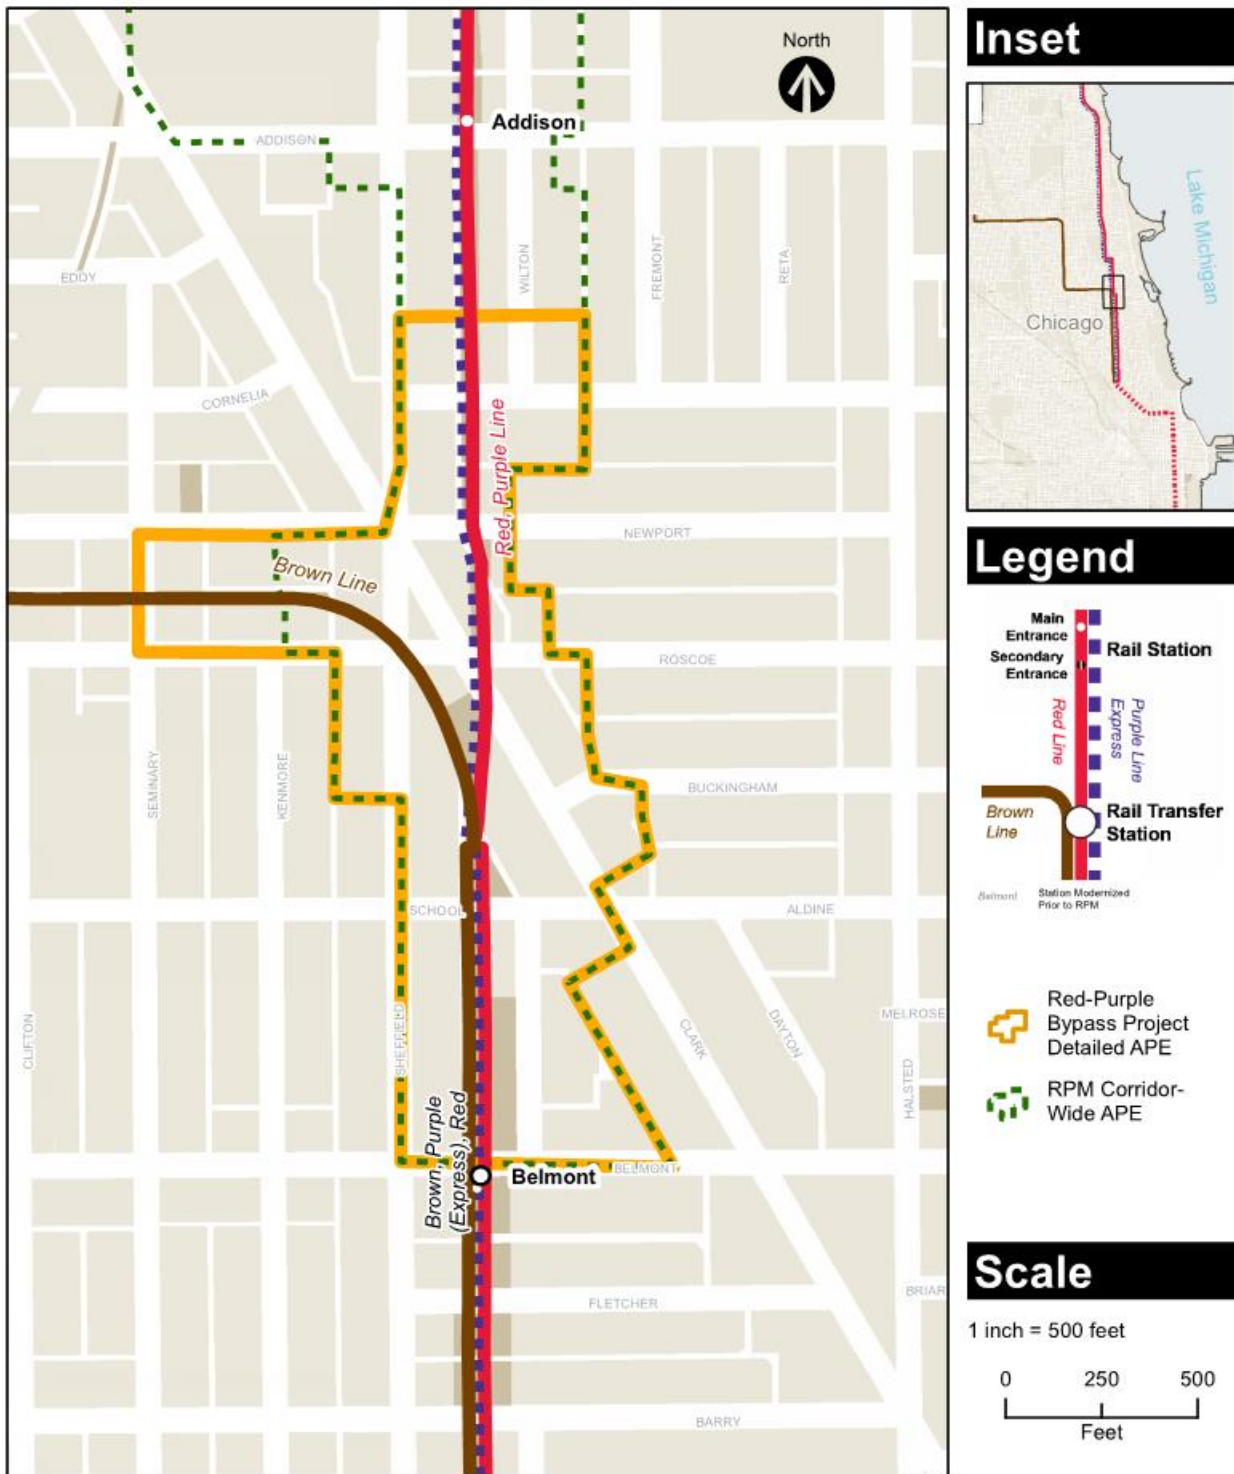 North
Addison
ADDISON
WILTON
FREMONT
RETA
EDDY
CORNELIA
Red, Purple Line
NEWPORT
Brown Line
ROSCOE
SEMINARY
KENMORE
BUCKINGHAM
SCHOOL
ALDINE
CLIFTON
SHEFFIELD
CLARK
DAYTON
MELROSE
HALSTED
Brown, Purple
(Express), Red
BELMONT
Belmont
FLETCHER
BRIAR
BARRY
Inset
Lake Michigan
Chicago
Legend
Main
Entrance
Secondary
Entrance
Rail Station
Red Line
Purple Line
Express
Brown
Line
Rail Transfer
Station
Belmont
Station Modernized
Prior to RPM
Red-Purple
Bypass Project
Detailed APE
RPM Corridor-
Wide APE
Scale
1 inch = 500 feet
0 250 500
Feet